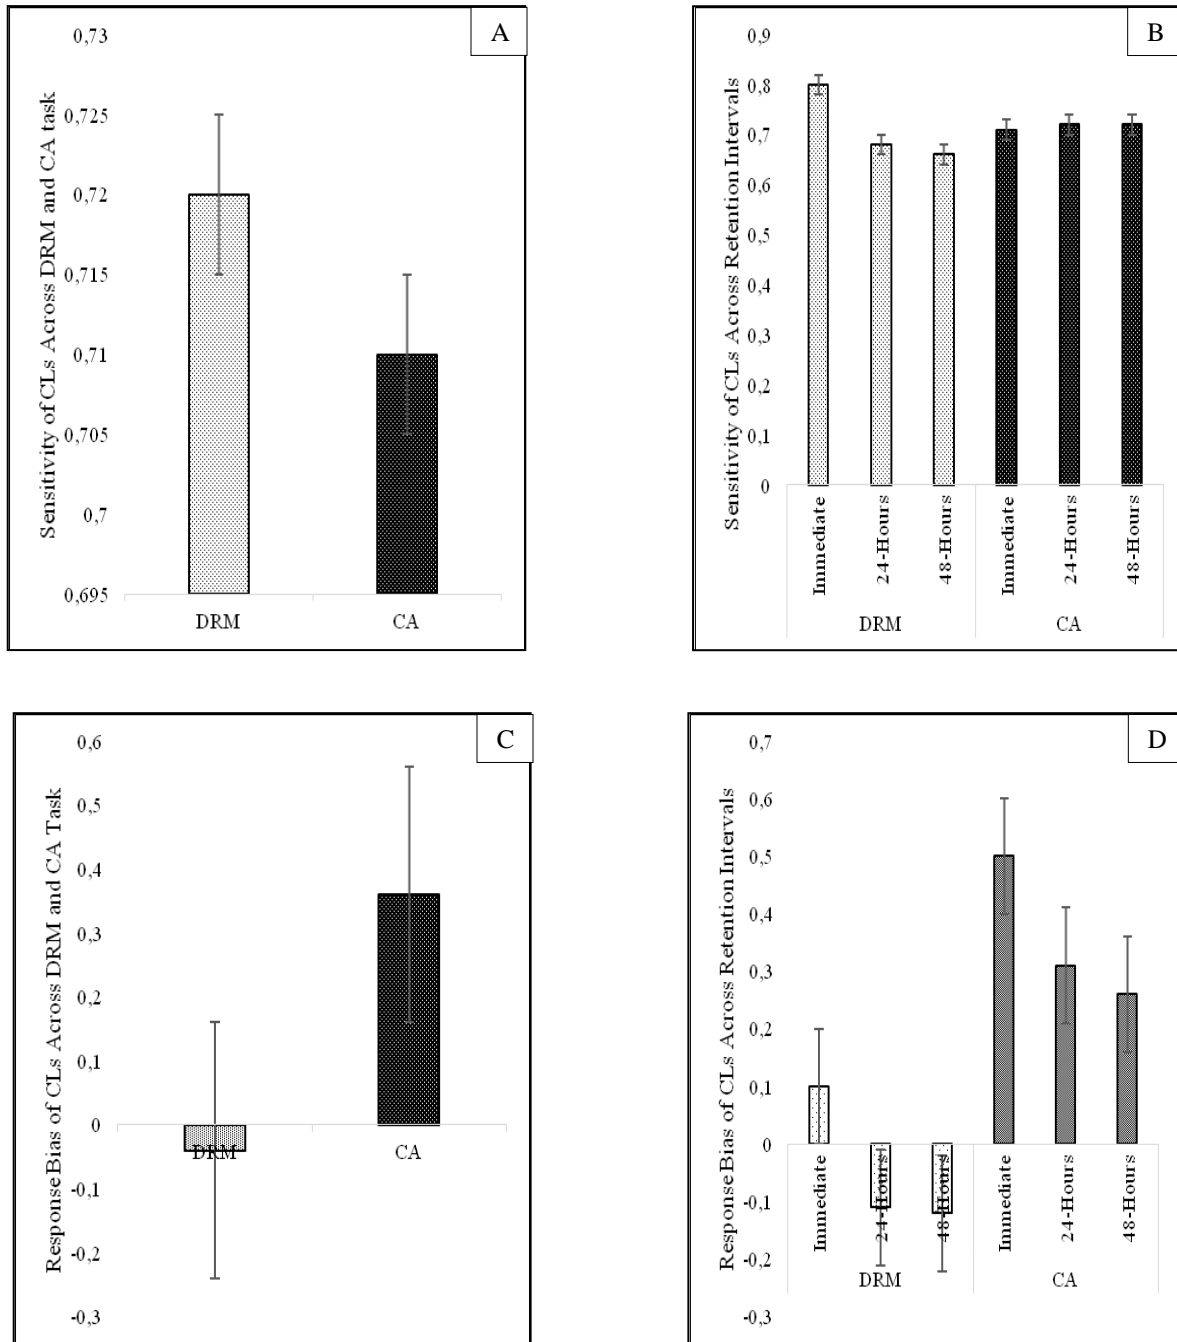 A
Sensitivity of CLs Across DRM and CA task
0,73
0,725
0,72
0,715
0,71
0,705
0,7
0,695
DRM
CA
B
Sensitivity of CLs Across Retention Intervals
0,9
0,8
0,7
0,6
0,5
0,4
0,3
0,2
0,1
0
Immediate
24-Hours
48-Hours
Immediate
24-Hours
48-Hours
DRM
CA
C
Response Bias of CLs Across DRM and CA Task
0,6
0,5
0,4
0,3
0,2
0,1
0
-0,1
-0,2
-0,3
DRM
CA
D
Response Bias of CLs Across Retention Intervals
0,7
0,6
0,5
0,4
0,3
0,2
0,1
0
-0,1
-0,2
-0,3
Immediate
24-Hours
48-Hours
Immediate
24-Hours
48-Hours
DRM
CA